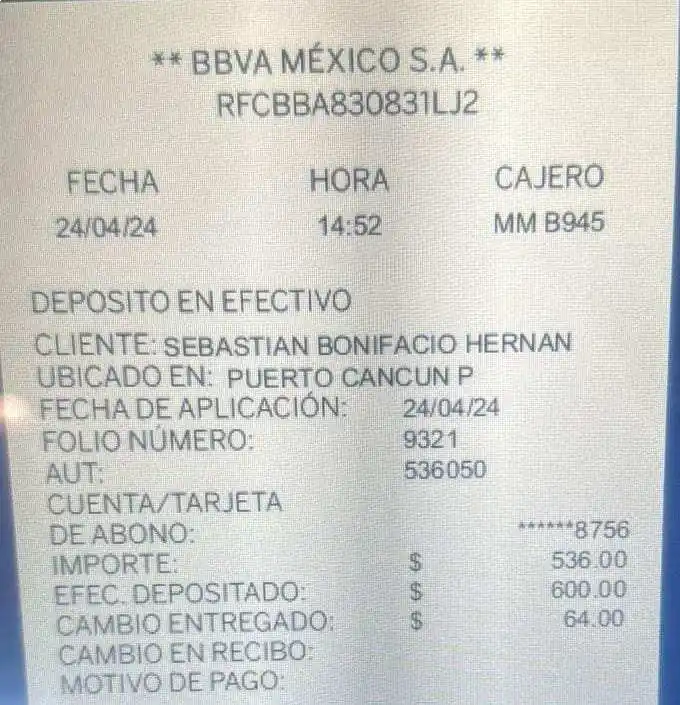 ** BBVA MÉXICO S.A. **
RFCBBA830831LJ2
FECHA HORA CAJERO
24/04/24 14:52 MM B945
DEPOSITO EN EFECTIVO
CLIENTE: SEBASTIAN BONIFACIO HERNAN
UBICADO EN: PUERTO CANCUN P
FECHA DE APLICACIÓN: 24/04/24
FOLIO NÚMERO: 9321
AUT: 536050
CUENTA/TARJETA
DE ABONO: ******8756
IMPORTE: $ 536.00
EFEC. DEPOSITADO: $ 600.00
CAMBIO ENTREGADO: $ 64.00
CAMBIO EN RECIBO:
MOTIVO DE PAGO: